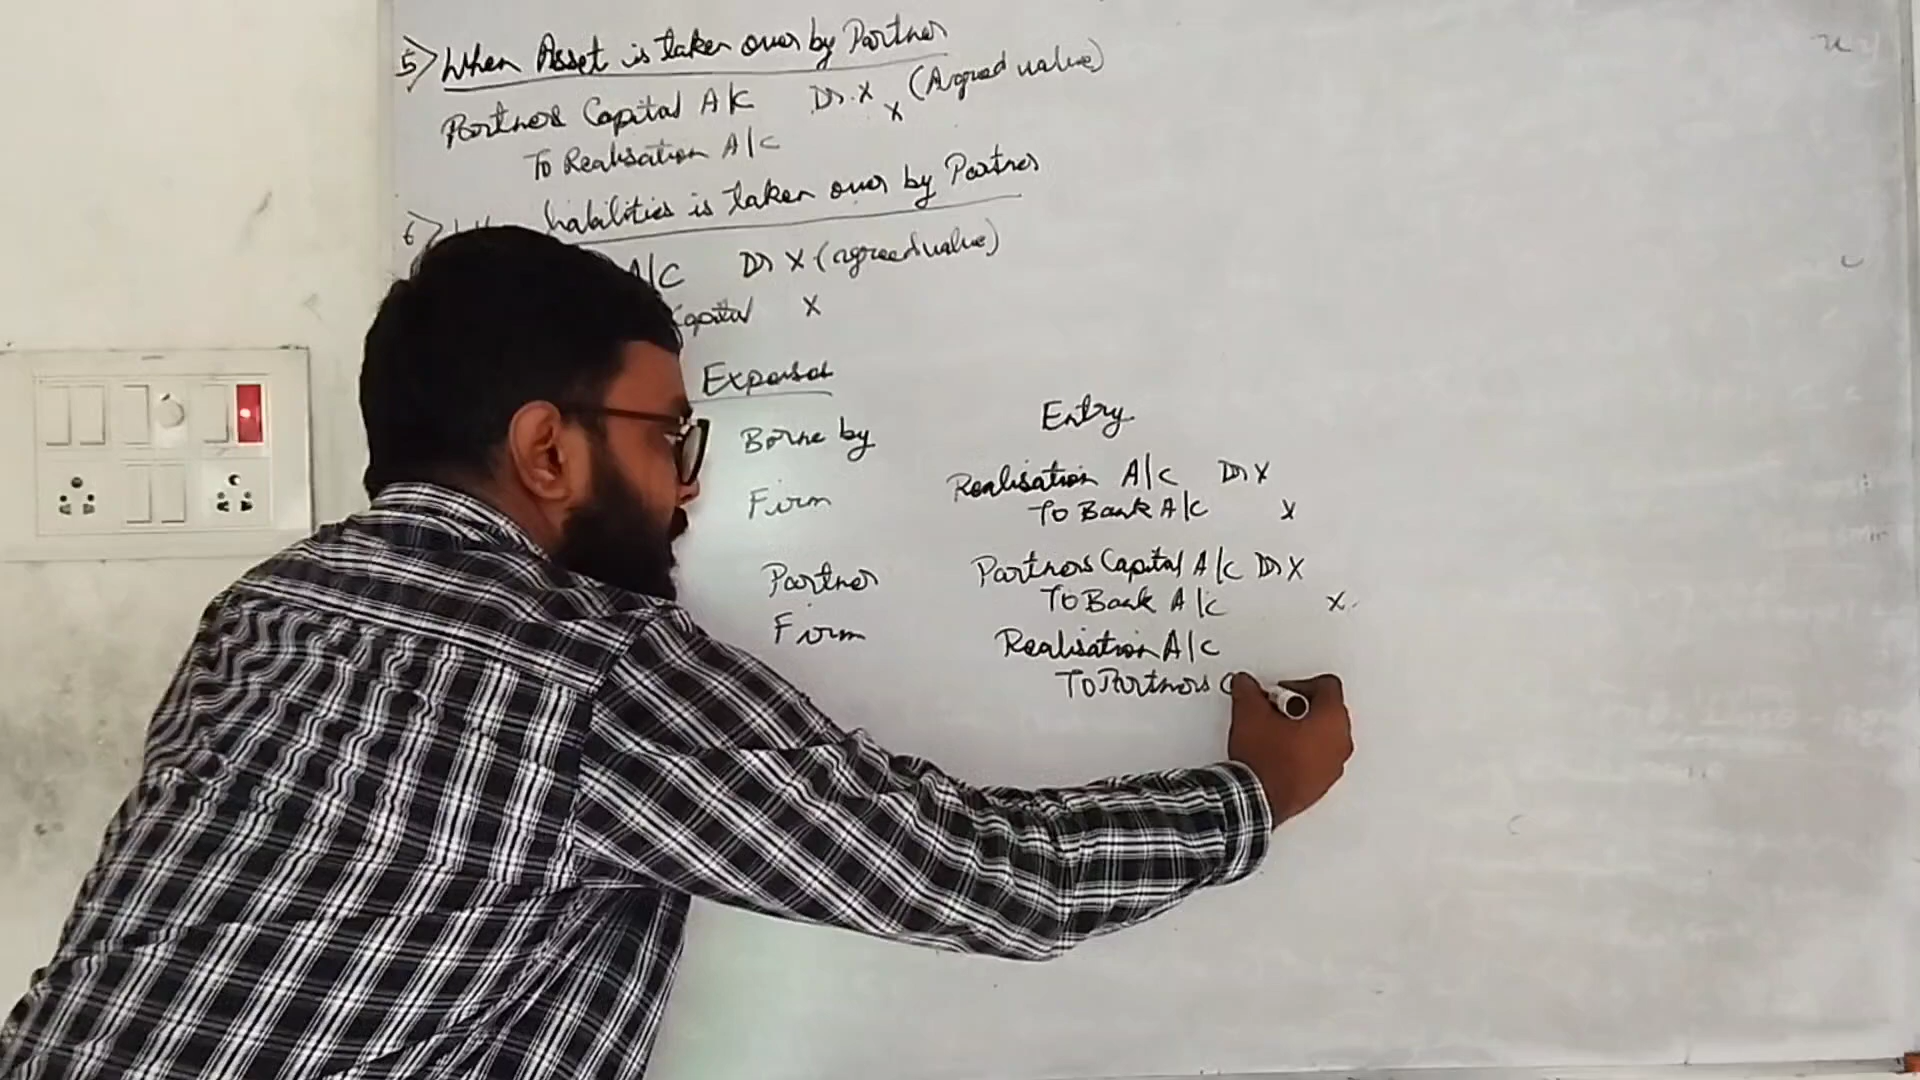 5) When Asset is taken over by Partner
Partners Capital A/c Dr. X (Agreed value)
To Realisation A/c X
6) liabilities is taken over by Partner
A/c Dr X (agreed value)
Capital X
Expenses
Borne by Entry
Firm Realisation A/c Dr X
To Bank A/c X
Partner Partners Capital A/c Dr X
To Bank A/c X.
Firm Realisation A/c
To Partners C